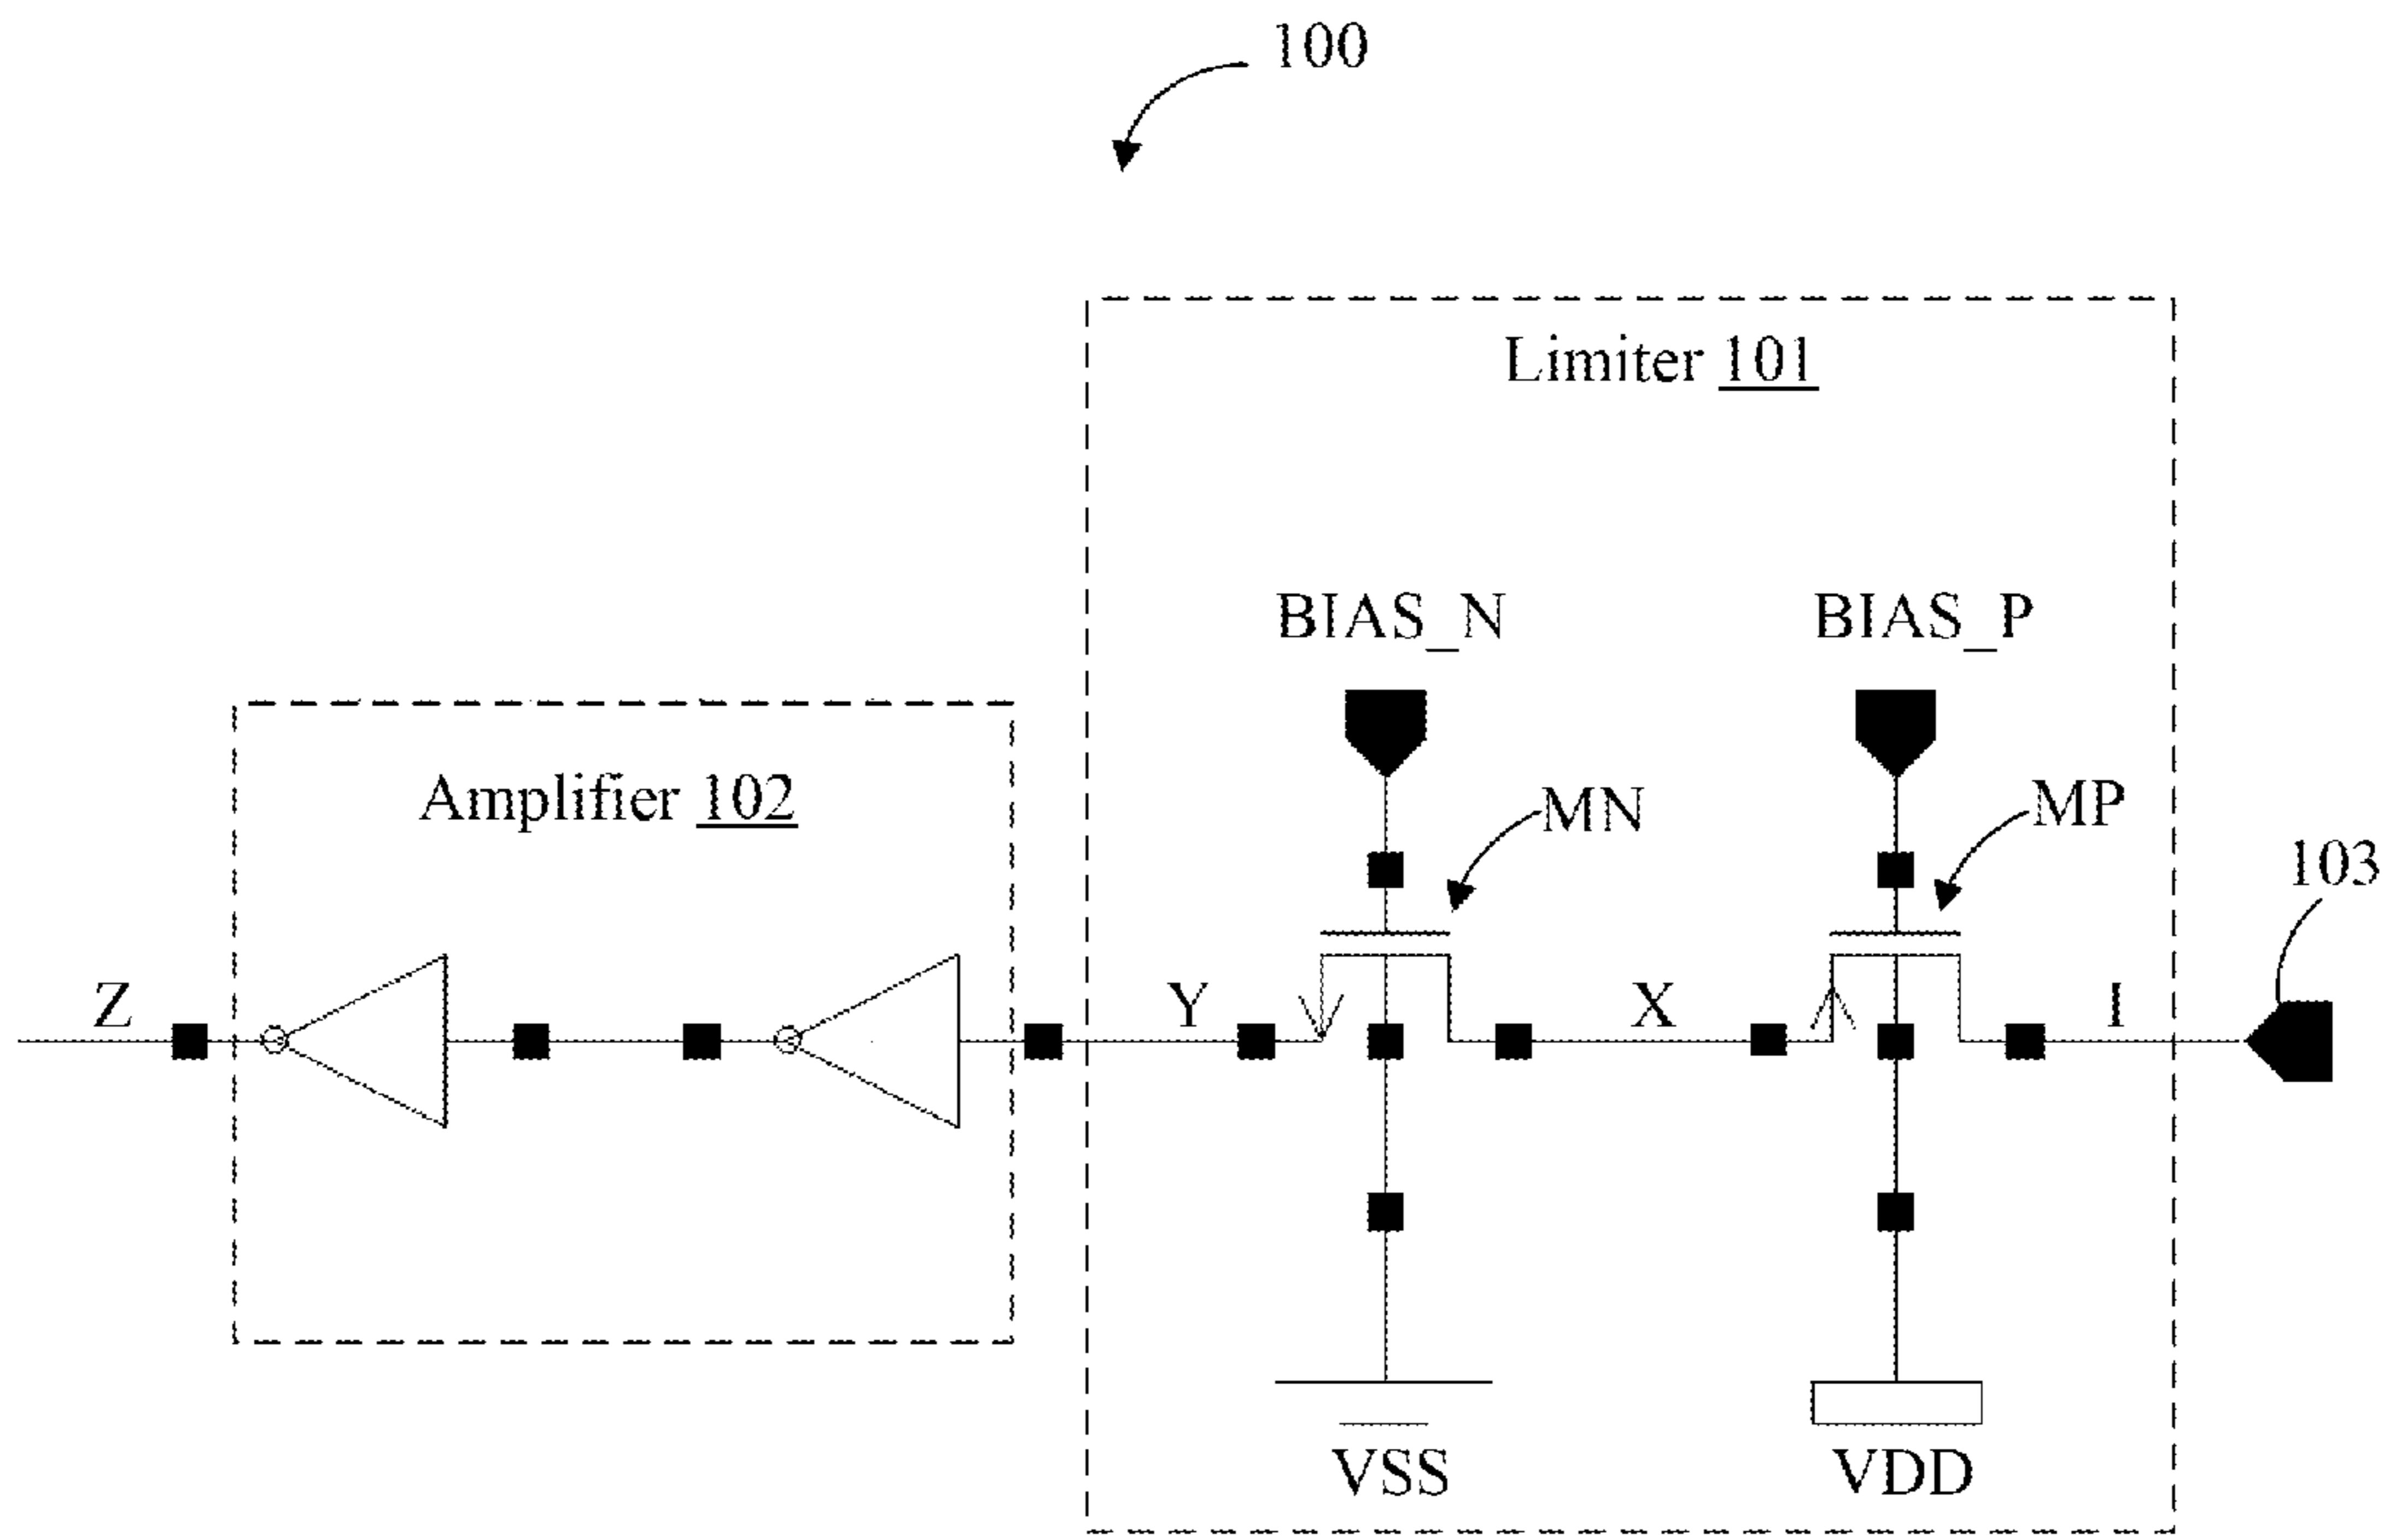 100
Limiter 101
BIAS_N
BIAS_P
Amplifier 102
MN
MP
103
Z
Y
X
I
VSS
VDD